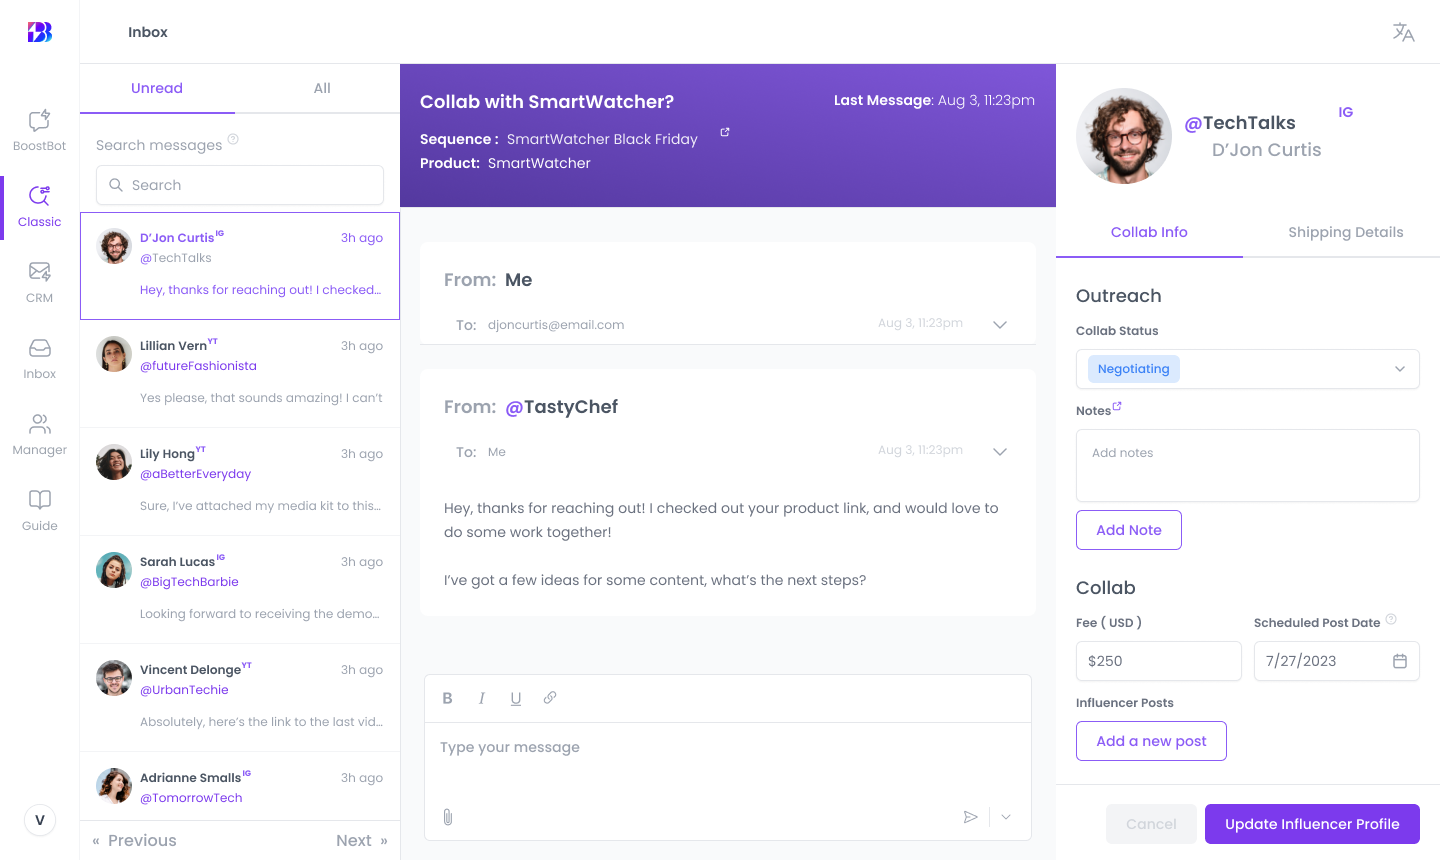 Inbox
BoostBot
Classic
CRM
Inbox
Manager
Guide
V
Unread
All
Search messages
Search
D’Jon Curtis IG
3h ago
@TechTalks
Hey, thanks for reaching out! I checked…
Lillian Vern YT
3h ago
@futureFashionista
Yes please, that sounds amazing! I can’t
Lily Hong YT
3h ago
@aBetterEveryday
Sure, I’ve attached my media kit to this…
Sarah Lucas IG
3h ago
@BigTechBarbie
Looking forward to receiving the demo…
Vincent Delonge YT
3h ago
@UrbanTechie
Absolutely, here’s the link to the last vid…
Adrianne Smalls IG
3h ago
@TomorrowTech
« Previous
Next »
Collab with SmartWatcher?
Last Message: Aug 3, 11:23pm
Sequence : SmartWatcher Black Friday
Product: SmartWatcher
From: Me
To: djoncurtis@email.com
Aug 3, 11:23pm
From: @TastyChef
To: Me
Aug 3, 11:23pm
Hey, thanks for reaching out! I checked out your product link, and would love to
do some work together!
I’ve got a few ideas for some content, what’s the next steps?
B I U
Type your message
@TechTalks
IG
D’Jon Curtis
Collab Info
Shipping Details
Outreach
Collab Status
Negotiating
Notes
Add notes
Add Note
Collab
Fee ( USD )
Scheduled Post Date
$250
7/27/2023
Influencer Posts
Add a new post
Cancel
Update Influencer Profile